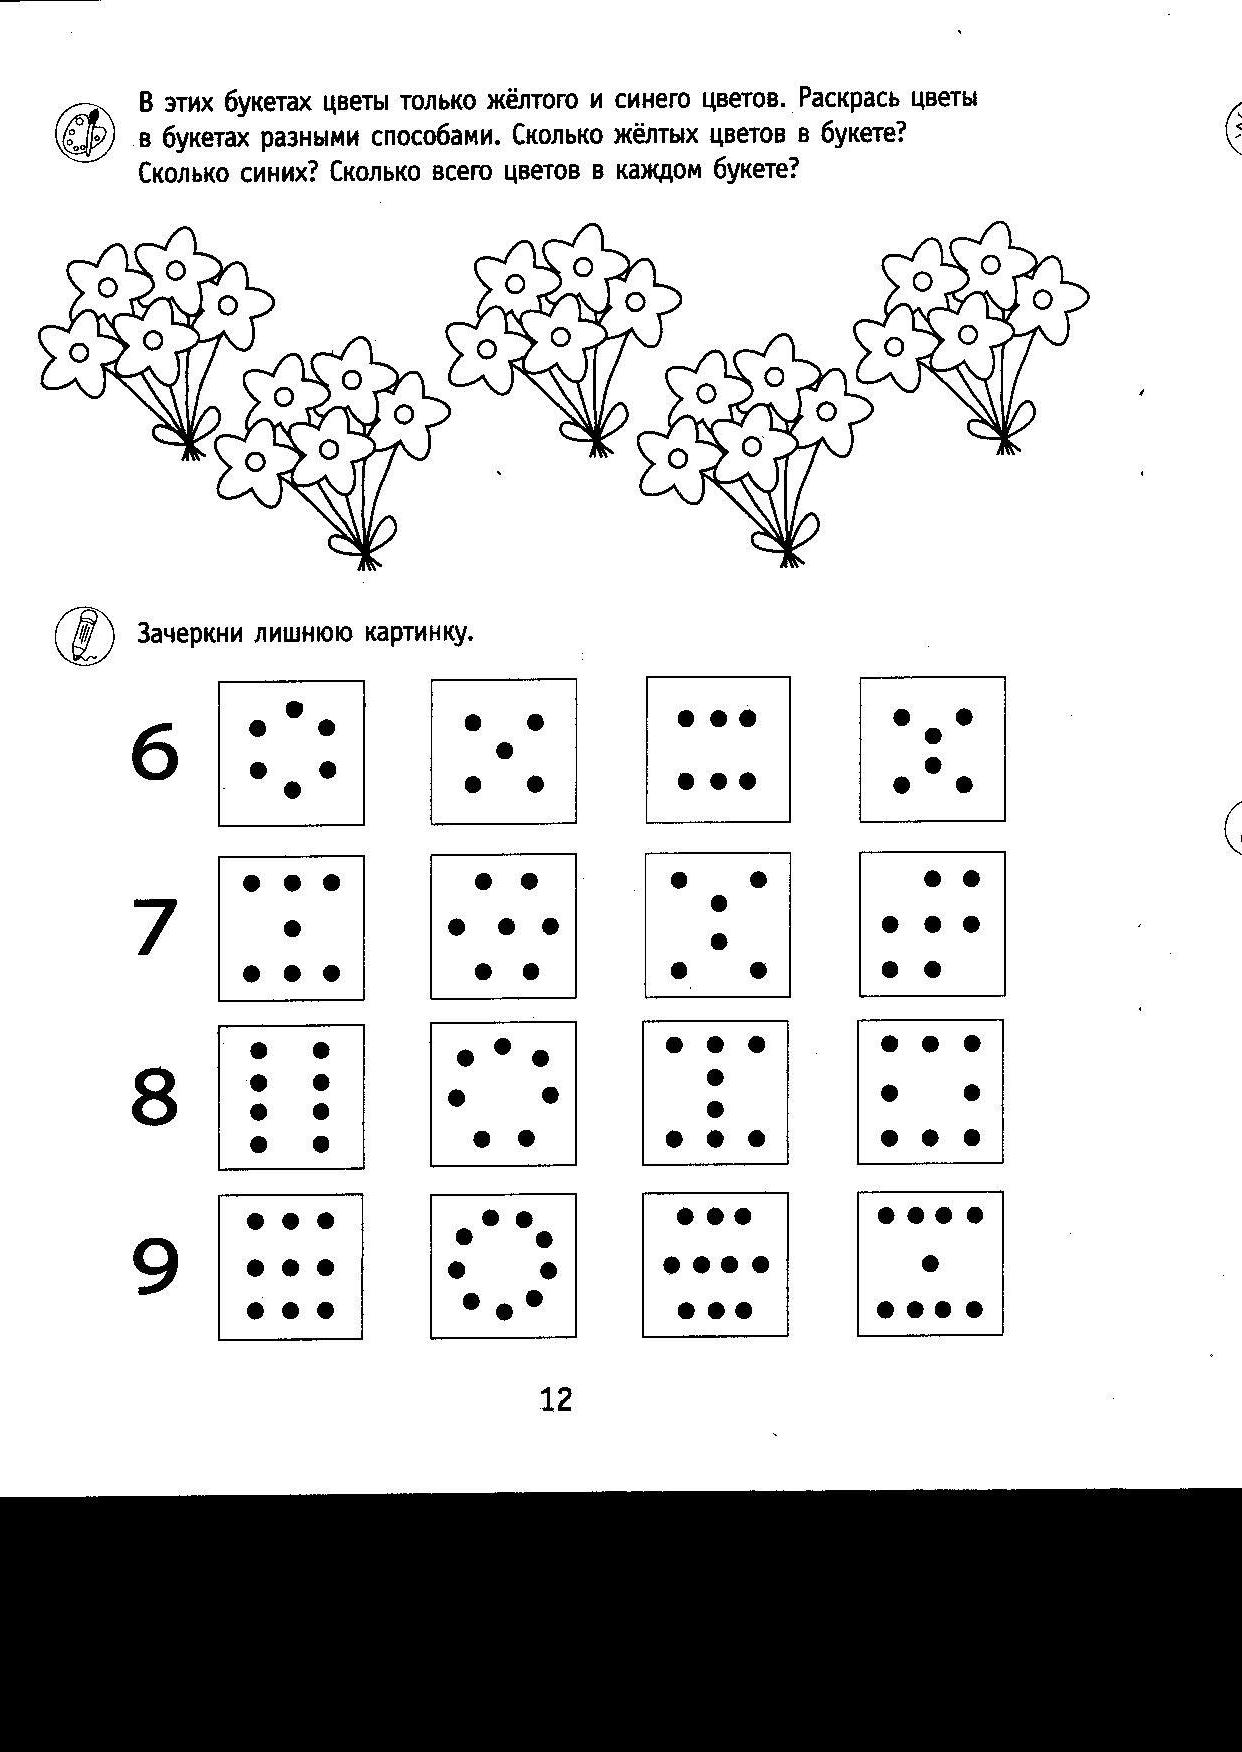 В этих букетах цветы только жёлтого и синего цветов. Раскрась цветы
в букетах разными способами. Сколько жёлтых цветов в букете?
Сколько синих? Сколько всего цветов в каждом букете?
Зачеркни лишнюю картинку.
6
7
8
9
12